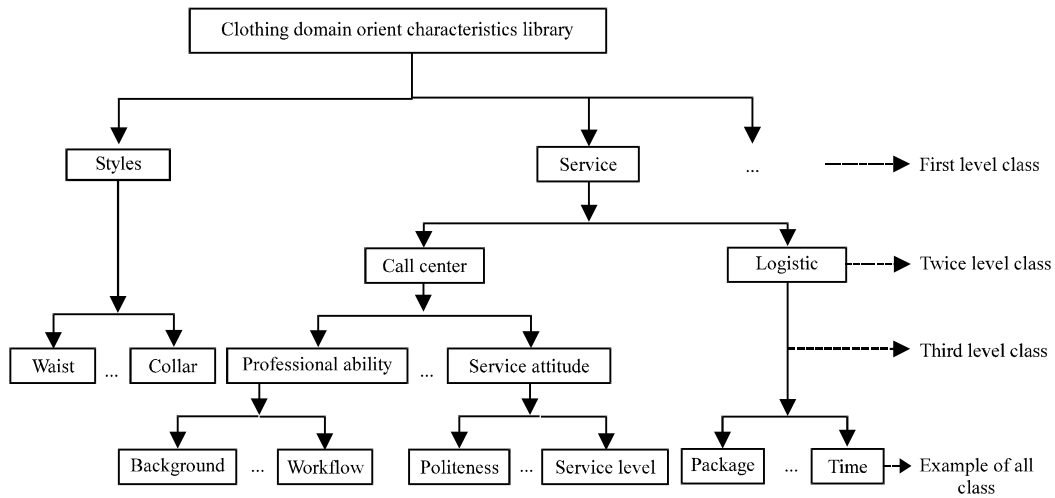 Clothing domain orient characteristics library
Styles
Service
...
First level class
Call center
Logistic
Twice level class
Waist
...
Collar
Professional ability
...
Service attitude
Third level class
Background
...
Workflow
Politeness
...
Service level
Package
...
Time
Example of all
class